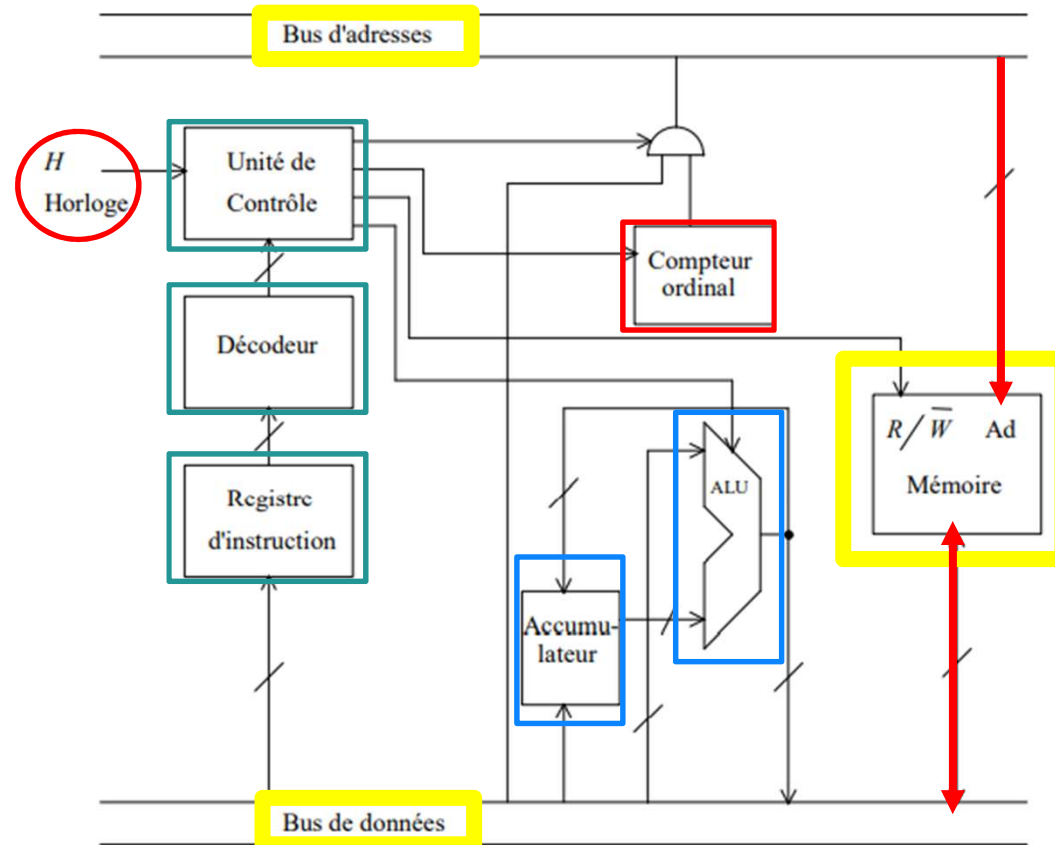 Bus d'adresses
H
Horloge
Unité de
Contrôle
Compteur
ordinal
Décodeur
R/W̅ Ad
Mémoire
ALU
Registre
d'instruction
Accumu-
lateur
Bus de données